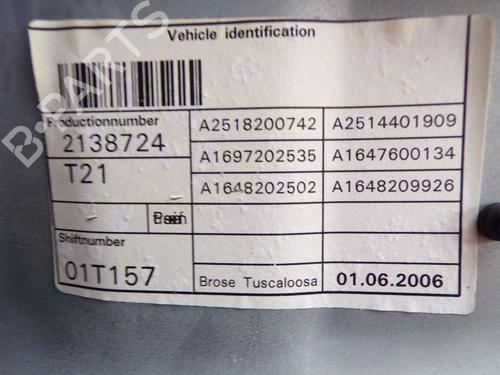 Vehicle identification
Productionnumber
2138724
T21
Shiftnumber
01T157
A2518200742 A2514401909
A1697202535 A1647600134
A1648202502 A1648209926
Brose Tuscaloosa 01.06.2006
B-PARTS